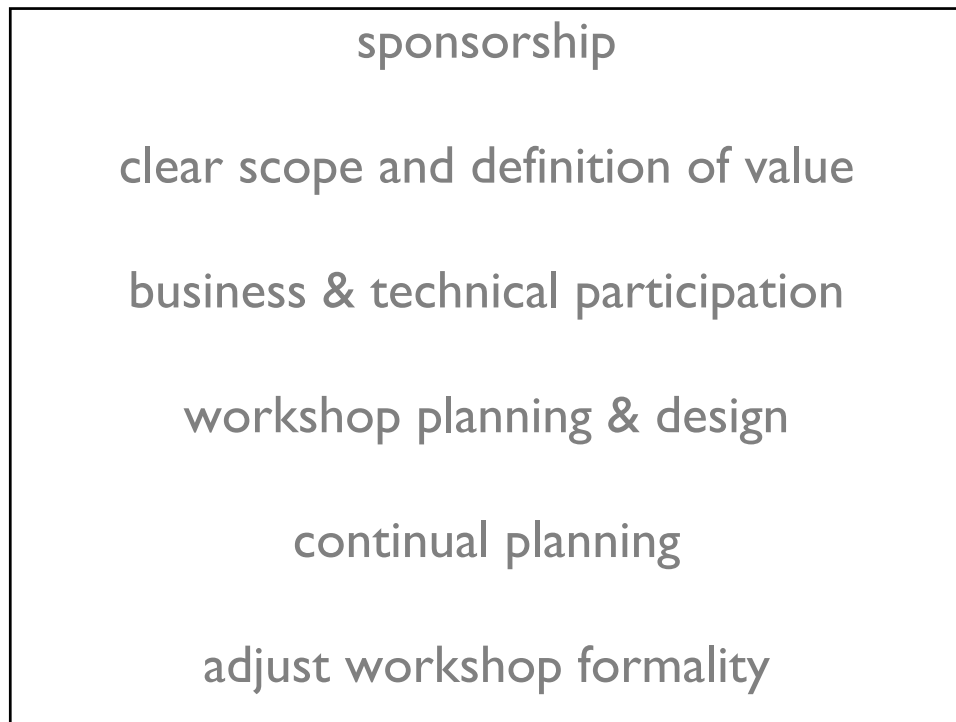 sponsorship
clear scope and definition of value
business & technical participation
workshop planning & design
continual planning
adjust workshop formality